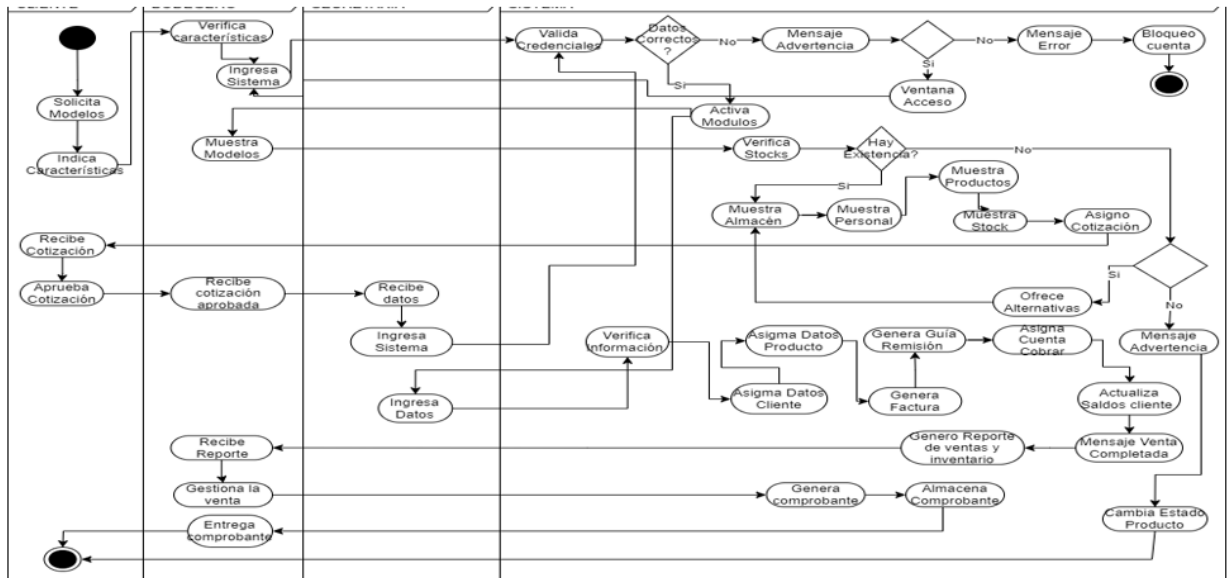 CLIENTE
BODEGERO
SECRETARIA
SISTEMA
Verifica
características
Ingresa
Sistema
Solicita
Modelos
Indica
Características
Muestra
Modelos
Valida
Credenciales
Datos
Correctos
?
No
Si
Mensaje
Advertencia
No
Si
Mensaje
Error
Bloqueo
cuenta
Ventana
Acceso
Activa
Modulos
Verifica
Stocks
Hay
Existencia?
No
Si
Muestra
Almacén
Muestra
Personal
Muestra
Productos
Muestra
Stock
Asigno
Cotización
Recibe
Cotización
Aprueba
Cotización
Recibe
cotización
aprobada
Recibe
datos
Ingresa
Sistema
Ingresa
Datos
Si
No
Ofrece
Alternativas
Mensaje
Advertencia
Verifica
Información
Asigma Datos
Producto
Asigma Datos
Cliente
Genera Guía
Remisión
Genera
Factura
Asigna
Cuenta
Cobrar
Actualiza
Saldos cliente
Mensaje Venta
Completada
Genero Reporte
de ventas y
inventario
Recibe
Reporte
Gestiona la
venta
Genera
comprobante
Almacena
Comprobante
Entrega
comprobante
Cambia Estado
Producto